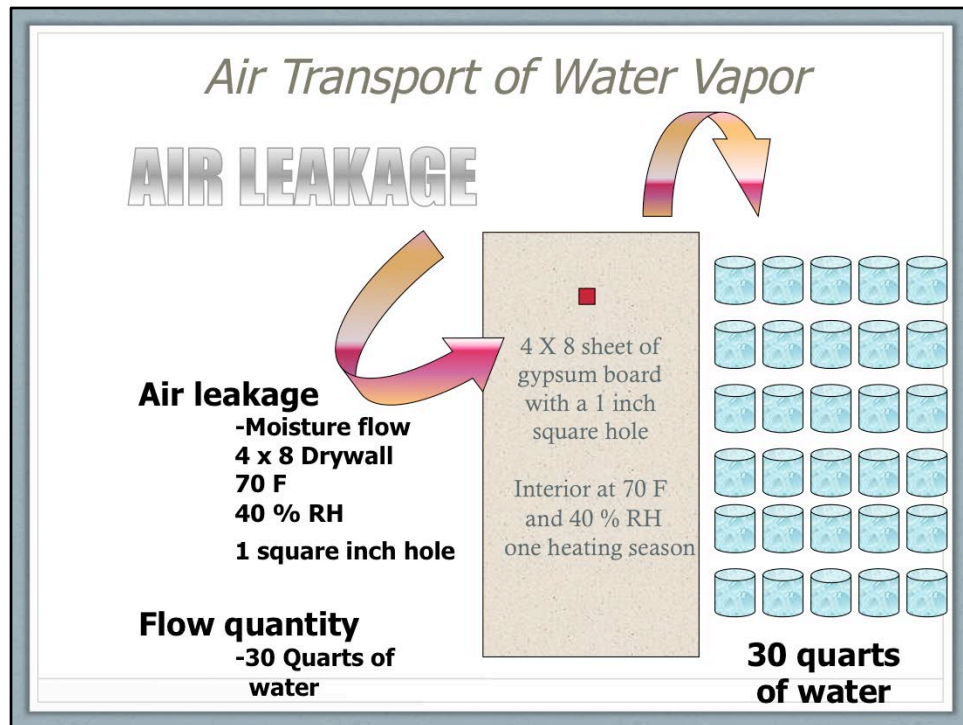 Air Transport of Water Vapor
AIR LEAKAGE
Air leakage
-Moisture flow
4 x 8 Drywall
70 F
40 % RH
1 square inch hole
Flow quantity
-30 Quarts of
water
4 X 8 sheet of
gypsum board
with a 1 inch
square hole
Interior at 70 F
and 40 % RH
one heating season
30 quarts
of water